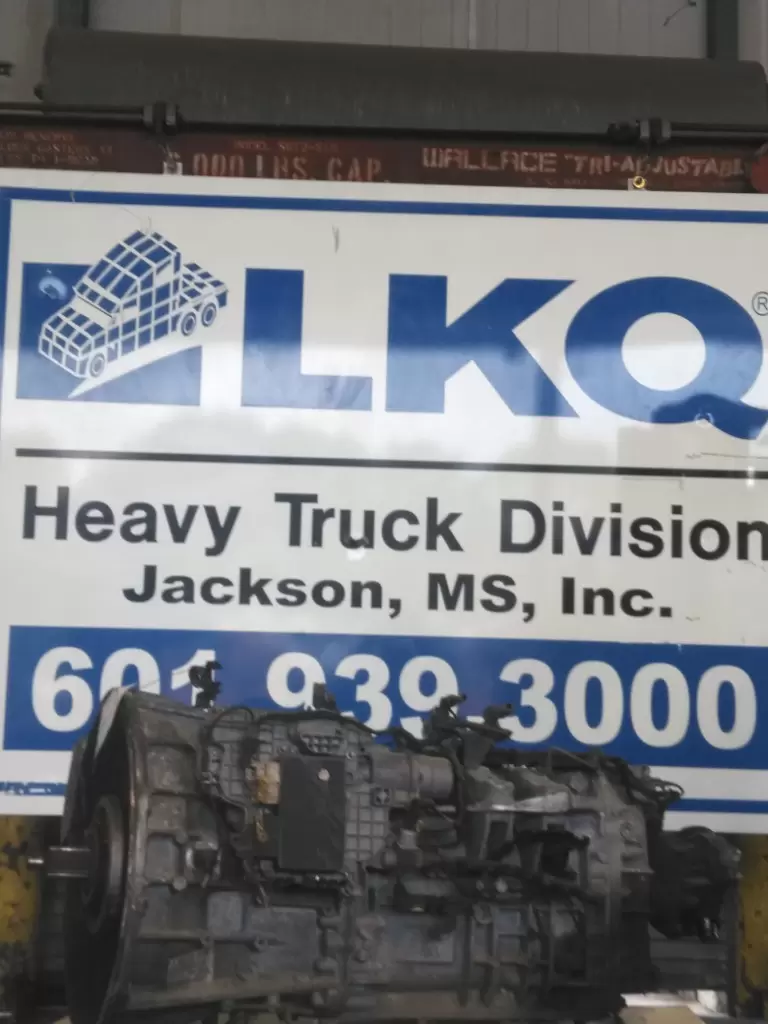 000 LBS. CAP. WALLACE TRI-ADJUSTABL
LKQ®
Heavy Truck Division
Jackson, MS, Inc.
601 939.3000